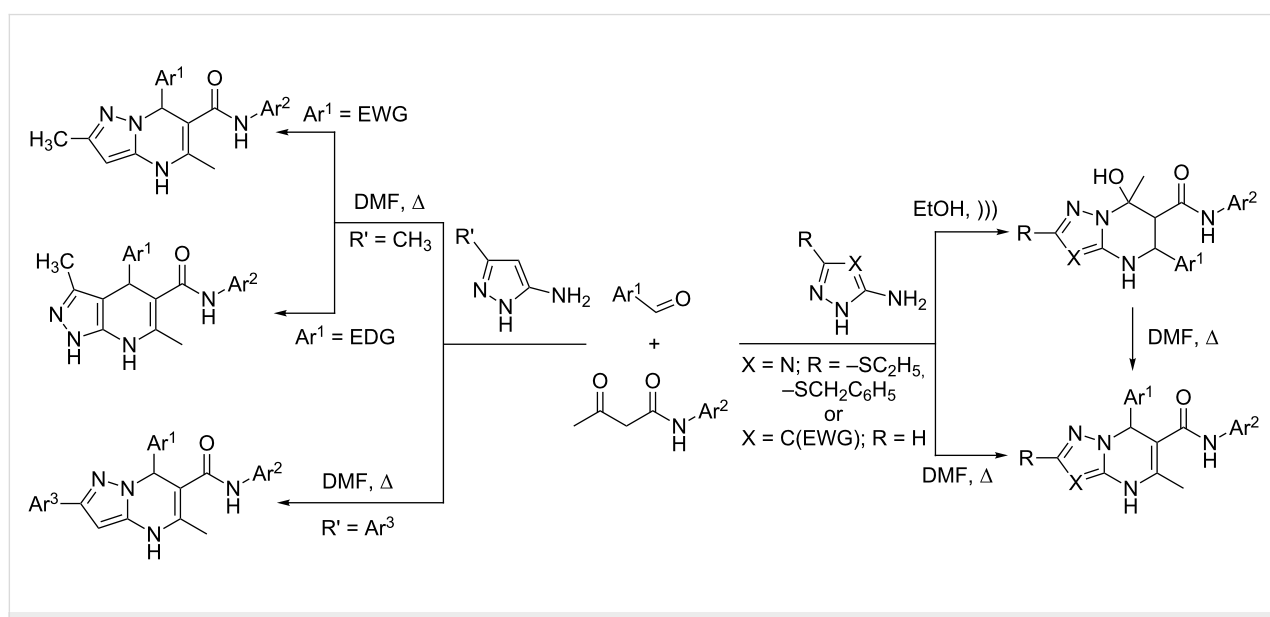 Ar¹ O
N N Ar²
H₃C N H
N H
Ar¹ = EWG
DMF, Δ
R' = CH₃
H₃C Ar¹ O
N N Ar²
N H N H H
Ar¹ = EDG
Ar¹ O
N N Ar²
Ar³ N H
N H
DMF, Δ
R' = Ar³
R'
N
N NH₂
H
Ar¹ O
+
O O
N Ar²
H
R X
N
N NH₂
H
X = N; R = –SC₂H₅,
–SCH₂C₆H₅
or
X = C(EWG); R = H
EtOH, )))
DMF, Δ
HO O
N N N Ar²
R H
X N Ar¹
H
DMF, Δ
Ar¹ O
N N N Ar²
R H
X N
H